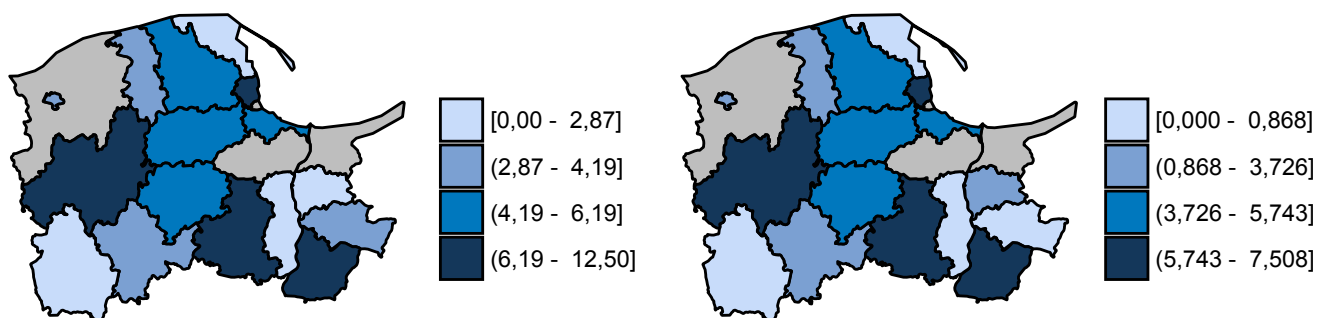 [0,00 - 2,87]
(2,87 - 4,19]
(4,19 - 6,19]
(6,19 - 12,50]
[0,000 - 0,868]
(0,868 - 3,726]
(3,726 - 5,743]
(5,743 - 7,508]